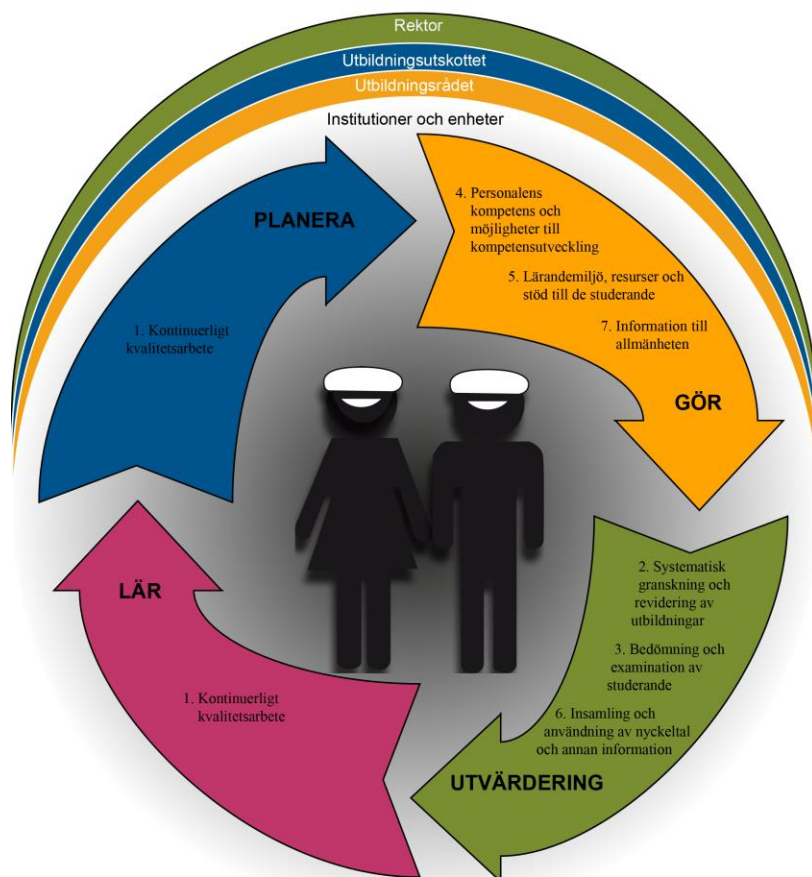 Rektor
Utbildningsutskottet
Utbildningsrådet
Institutioner och enheter
PLANERA
1. Kontinuerligt
kvalitetsarbete
4. Personalens
kompetens och
möjligheter till
kompetensutveckling
5. Lärandemiljö, resurser och
stöd till de studerande
7. Information till
allmänheten
GÖR
2. Systematisk
granskning och
revidering av
utbildningar
3. Bedömning och
examination av
studerande
6. Insamling och
användning av nyckeltal
och annan information
UTVÄRDERING
LÄR
1. Kontinuerligt
kvalitetsarbete